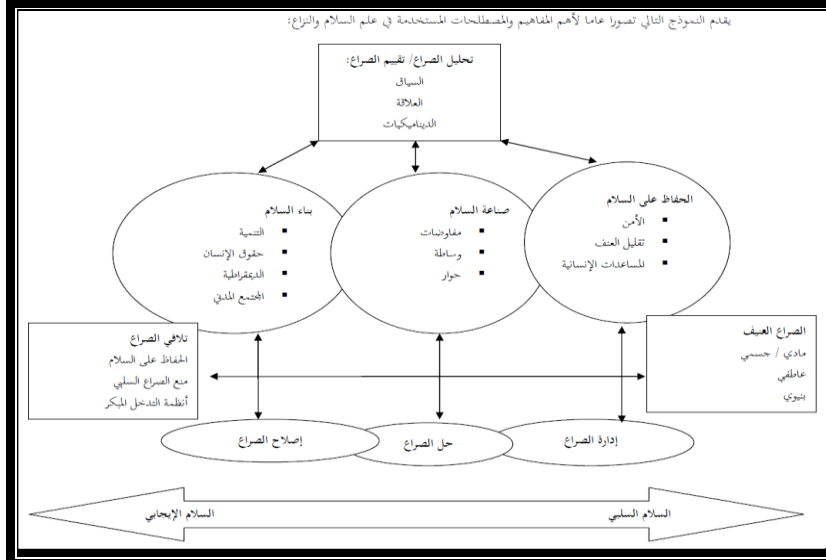 يقدم النموذج التالي تصورا عاما لأهم المفاهيم والمصطلحات المستخدمة في علم السلام والنزاع:
تحليل الصراع/ تقييم الصراع:
السياق
العلاقة
الديناميكيات
الحفاظ على السلام
▪ الأمن
▪ تقليل العنف
▪ المساعدات الإنسانية
صناعة السلام
▪ مفاوضات
▪ وساطة
▪ حوار
بناء السلام
▪ التنمية
▪ حقوق الإنسان
▪ الديمقراطية
▪ المجتمع المدني
الصراع العنيف
مادي / جسمي
عاطفي
بنيوي
تلافي الصراع
الحفاظ على السلام
منع الصراع السلبي
أنظمة التدخل المبكر
إدارة الصراع
حل الصراع
إصلاح الصراع
السلام السلبي
السلام الإيجابي